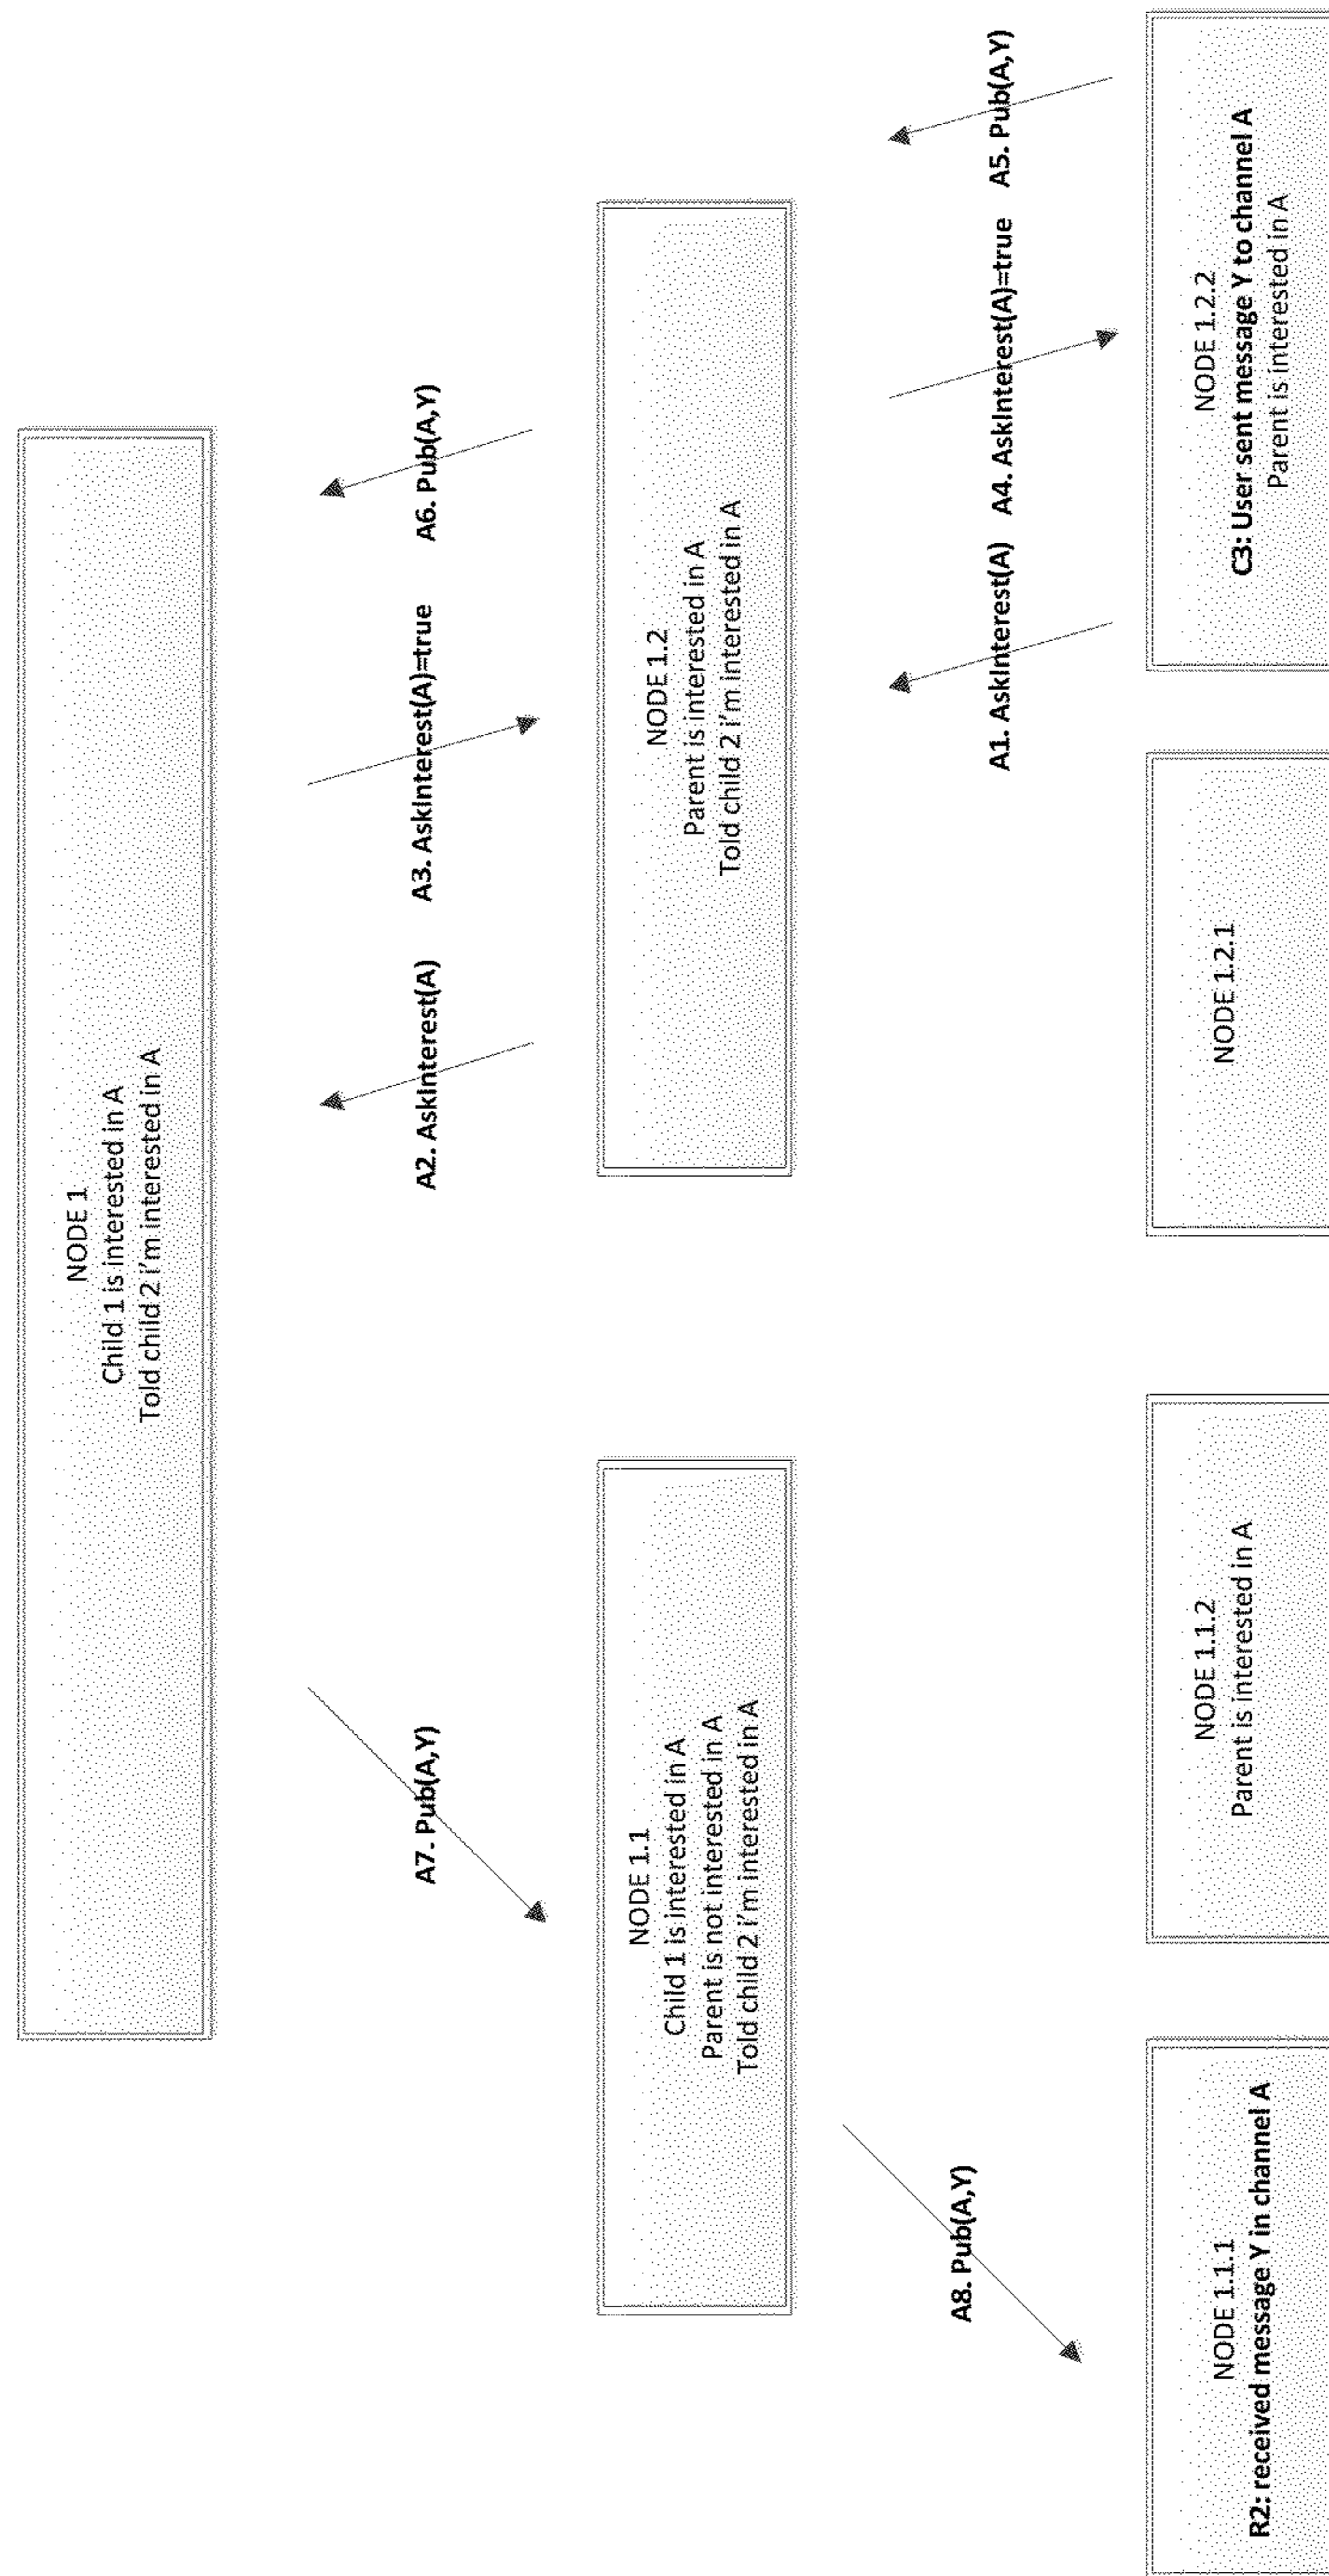 NODE 1
Child 1 is interested in A
Told child 2 i'm interested in A
A7. Pub(A,Y)
A2. AskInterest(A)
A3. AskInterest(A)=true
A6. Pub(A,Y)
NODE 1.1
Child 1 is interested in A
Parent is not interested in A
Told child 2 i'm interested in A
NODE 1.2
Parent is interested in A
Told child 2 i'm interested in A
A8. Pub(A,Y)
A1. AskInterest(A)
A4. AskInterest(A)=true
A5. Pub(A,Y)
NODE 1.1.1
R2: received message Y in channel A
NODE 1.1.2
Parent is interested in A
NODE 1.2.1
NODE 1.2.2
C3: User sent message Y to channel A
Parent is interested in A